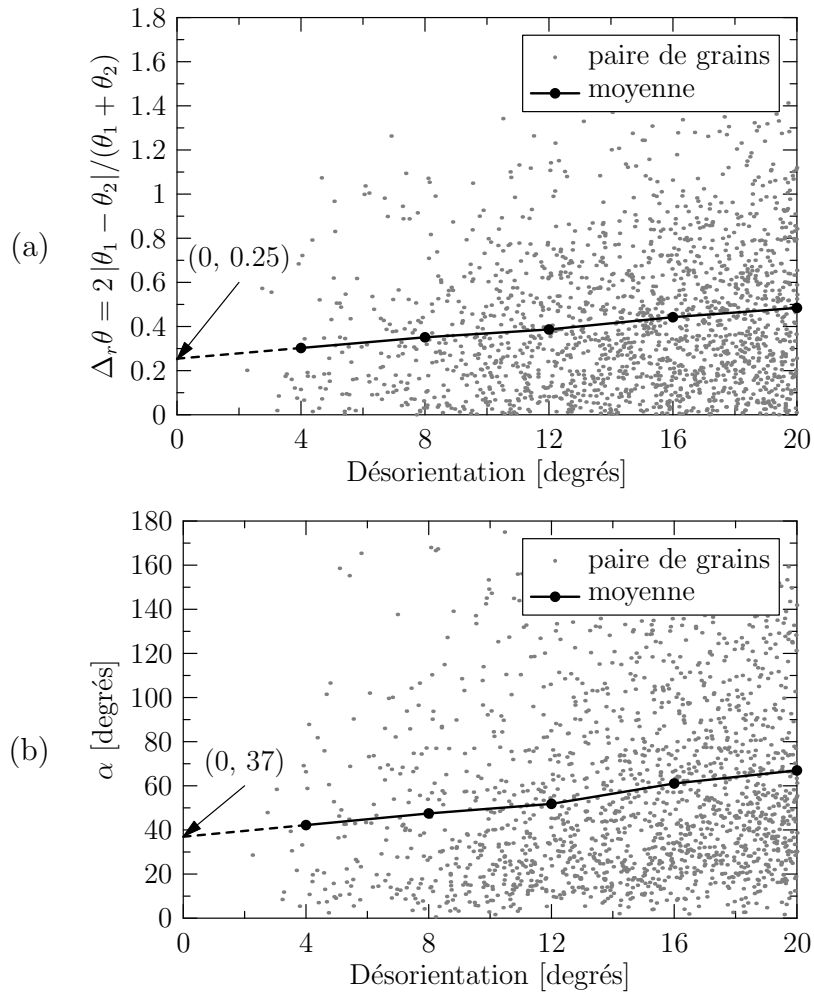 (a)
Δ_rθ = 2 |θ_1 − θ_2|/(θ_1 + θ_2)
1.8
1.6
1.4
1.2
1
0.8
0.6
0.4
0.2
0
paire de grains
moyenne
(0, 0.25)
0 4 8 12 16 20
Désorientation [degrés]
(b)
α [degrés]
180
160
140
120
100
80
60
40
20
0
paire de grains
moyenne
(0, 37)
0 4 8 12 16 20
Désorientation [degrés]